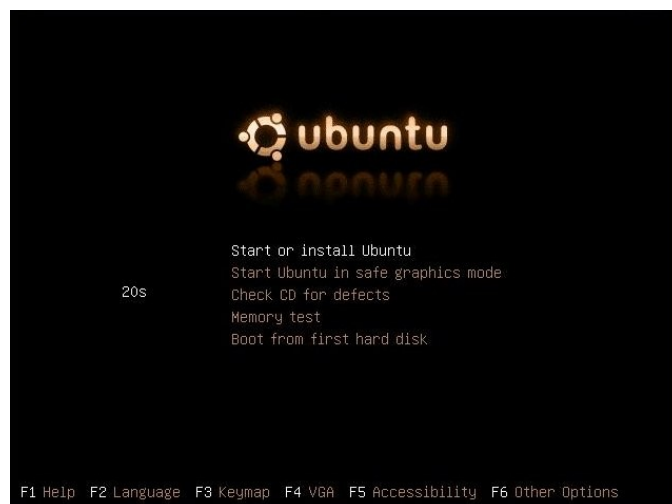 ubuntu
Start or install Ubuntu
Start Ubuntu in safe graphics mode
20s
Check CD for defects
Memory test
Boot from first hard disk
F1 Help F2 Language F3 Keymap F4 VGA F5 Accessibility F6 Other Options